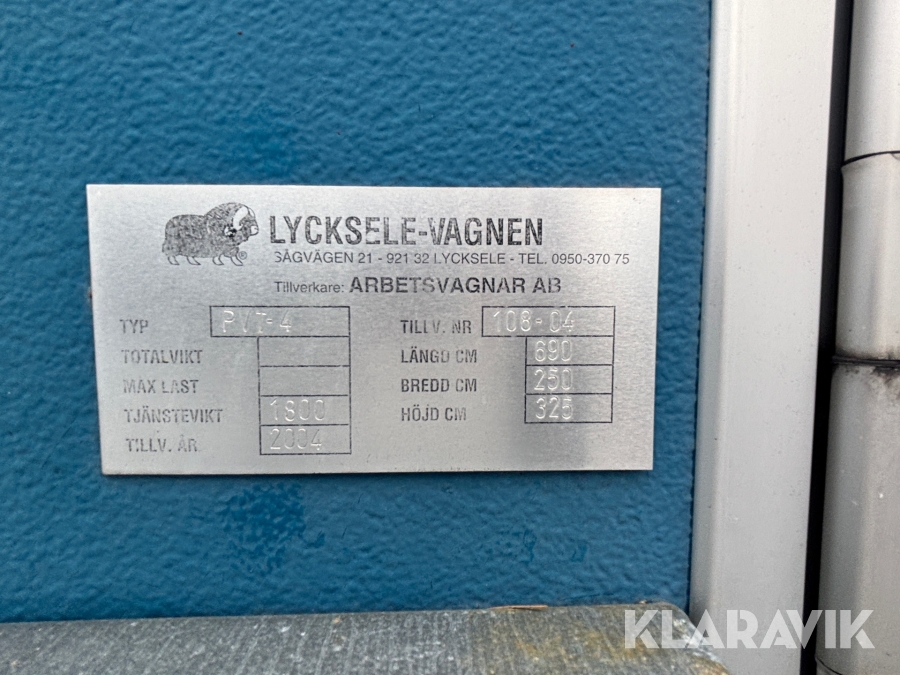 LYCKSELE-VAGNEN
SÅGVÄGEN 21 - 921 32 LYCKSELE - TEL. 0950-370 75
Tillverkare: ARBETSVAGNAR AB
TYP PVT-4 TILLV. NR 108-04
TOTALVIKT LÄNGD CM 690
MAX LAST BREDD CM 250
TJÄNSTEVIKT 1800 HÖJD CM 325
TILLV. ÅR 2004
KLARAVIK